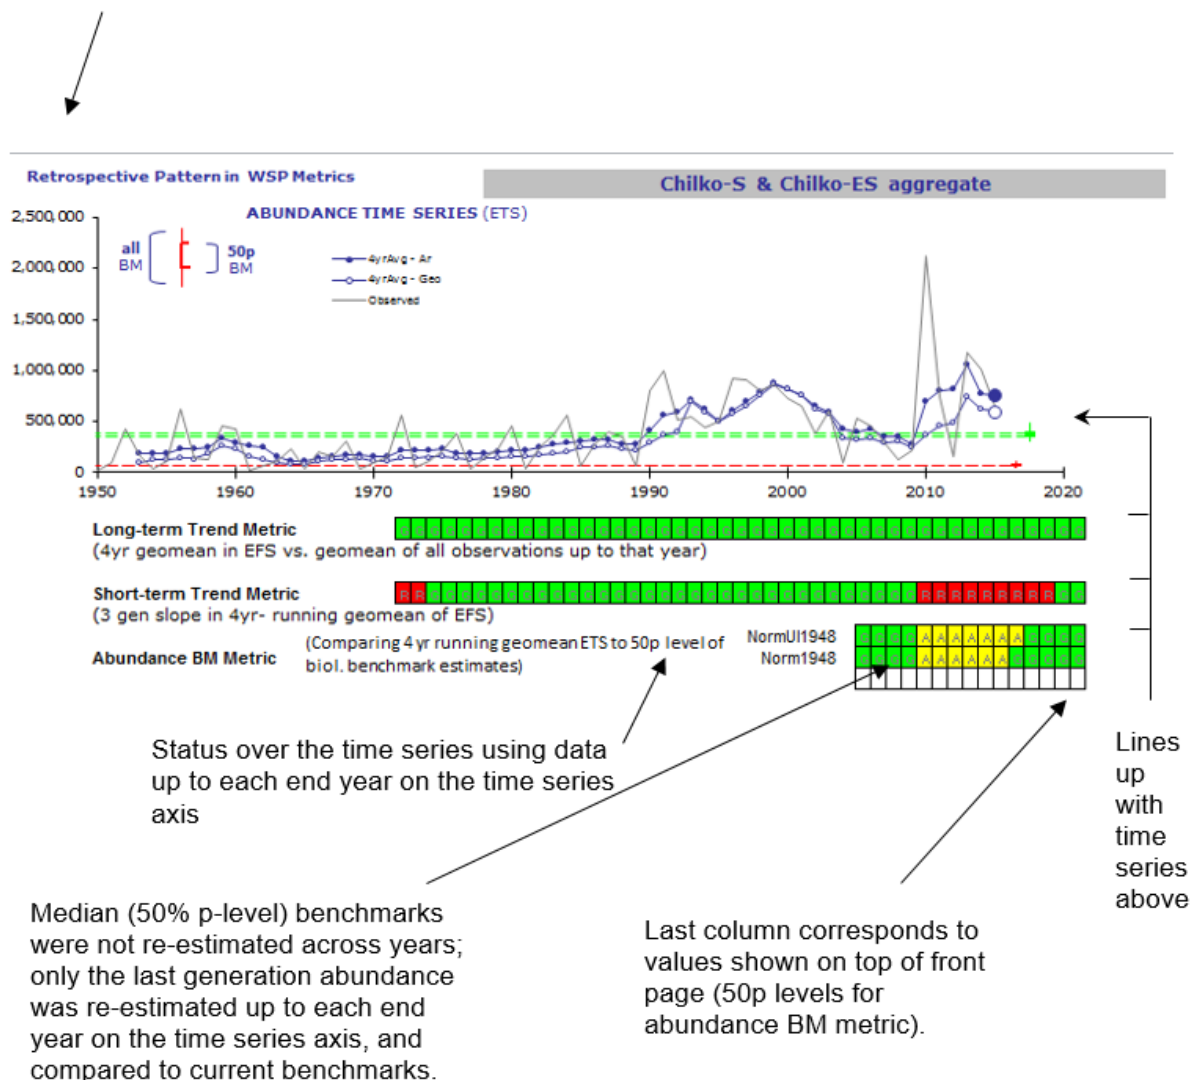 Retrospective Pattern in WSP Metrics
Chilko-S & Chilko-ES aggregate
ABUNDANCE TIME SERIES (ETS)
2,500,000
2,000,000
1,500,000
1,000,000
500,000
0
all
BM
50p
BM
4yrAvg - Ar
4yrAvg - Geo
Observed
1950 1960 1970 1980 1990 2000 2010 2020
Long-term Trend Metric
(4yr geomean in EFS vs. geomean of all observations up to that year)
Short-term Trend Metric
R R R R R R R R R R R
(3 gen slope in 4yr- running geomean of EFS)
Abundance BM Metric
(Comparing 4 yr running geomean ETS to 50p level of
biol. benchmark estimates)
NormUl1948
A A A A A A A
Norm1948
A A A A A A
Status over the time series using data
up to each end year on the time series
axis
Lines
up
with
time
series
above
Median (50% p-level) benchmarks
were not re-estimated across years;
only the last generation abundance
was re-estimated up to each end
year on the time series axis, and
compared to current benchmarks.
Last column corresponds to
values shown on top of front
page (50p levels for
abundance BM metric).